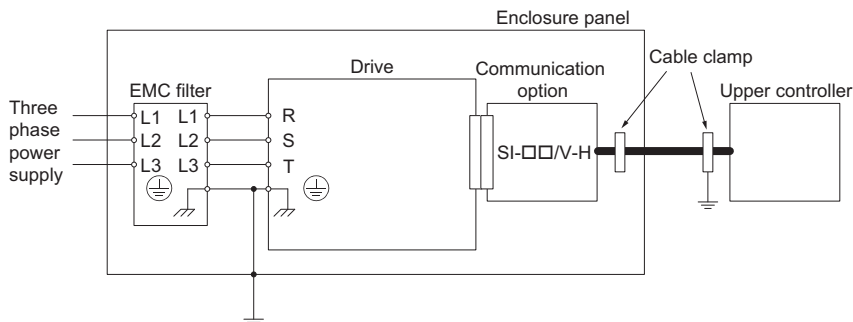 Enclosure panel
Drive
Communication
option
Cable clamp
Upper controller
EMC filter
Three
phase
power
supply
L1 L1 R
L2 L2 S
L3 L3 T
SI-□□/V-H